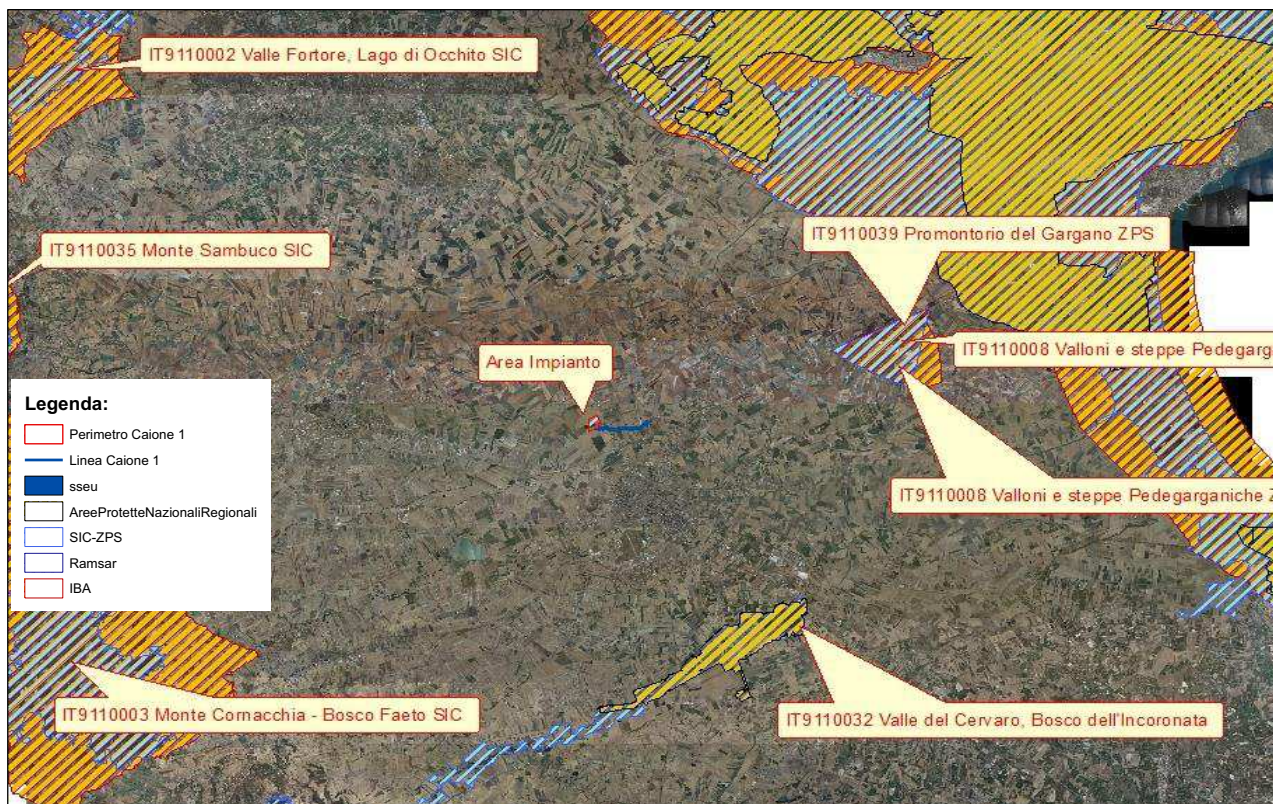 IT9110002 Valle Fortore, Lago di Occhito SIC
IT9110039 Promontorio del Gargano ZPS
IT9110035 Monte Sambuco SIC
IT9110008 Valloni e steppe Pedegarg
Area Impianto
Legenda:
Perimetro Caione 1
Linea Caione 1
sseu
AreeProtetteNazionaliRegionali
SIC-ZPS
Ramsar
IBA
IT9110008 Valloni e steppe Pedegarganiche Z
IT9110003 Monte Cornacchia - Bosco Faeto SIC
IT9110032 Valle del Cervaro, Bosco dell'Incoronata